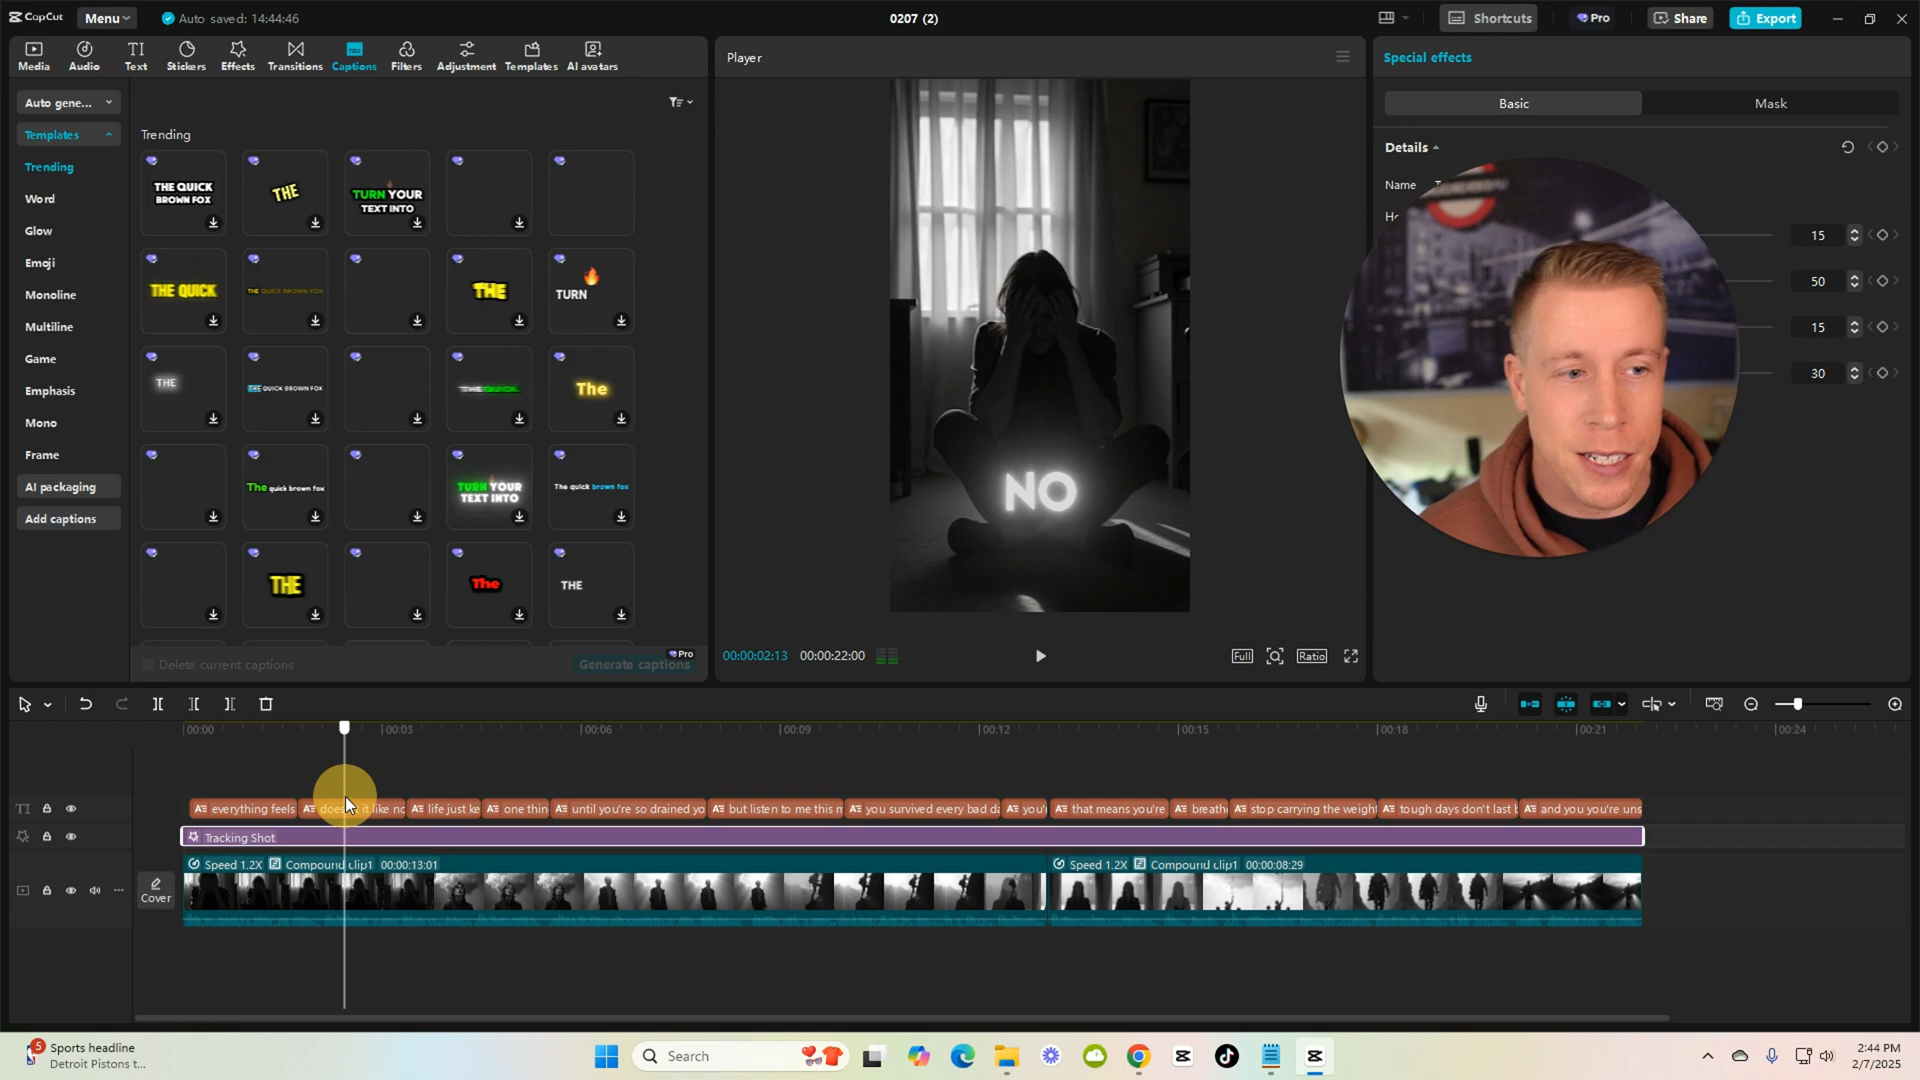 CapCut
Menu
Auto saved: 14:44:46
0207 (2)
Shortcuts
Pro
Share
Export
Media
Audio
Text
Stickers
Effects
Transitions
Captions
Filters
Adjustment
Templates
AI avatars
Player
Special effects
Auto gene...
Basic
Mask
Templates
Trending
Details
Trending
Word
Glow
Emoji
Monoline
Multiline
Game
Emphasis
Mono
Frame
AI packaging
Add captions
THE QUICK
BROWN FOX
THE
TURN YOUR
TEXT INTO
THE QUICK
THE QUICK BROWN FOX
THE
TURN
THE
THE QUICK BROWN FOX
THE QUICK
The
The quick brown fox
TURN YOUR
TEXT INTO
The quick brown fox
THE
The
THE
Name
15
50
15
30
NO
Delete current captions
Generate captions
Pro
00:00:02:13
00:00:22:00
Full
Ratio
00:00
00:03
00:06
00:09
00:12
00:15
00:18
00:21
00:24
everything feels
it like no
life just ke
one thin
until you're so drained yo
but listen to me this m
you survived every bad da
you'
that means you're
breath
stop carrying the weight
tough days don't last b
and you you're uns
Tracking Shot
Speed 1.2X
Compound clip1
00:00:13:01
Speed 1.2X
Compound clip1
00:00:08:29
Cover
5
Sports headline
Detroit Pistons t...
Search
2:44 PM
2/7/2025